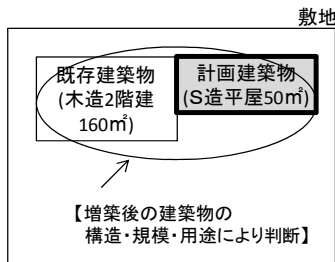 敷地
既存建築物
(木造2階建
160㎡)
計画建築物
(S造平屋50㎡)
【増築後の建築物の
構造・規模・用途により判断】